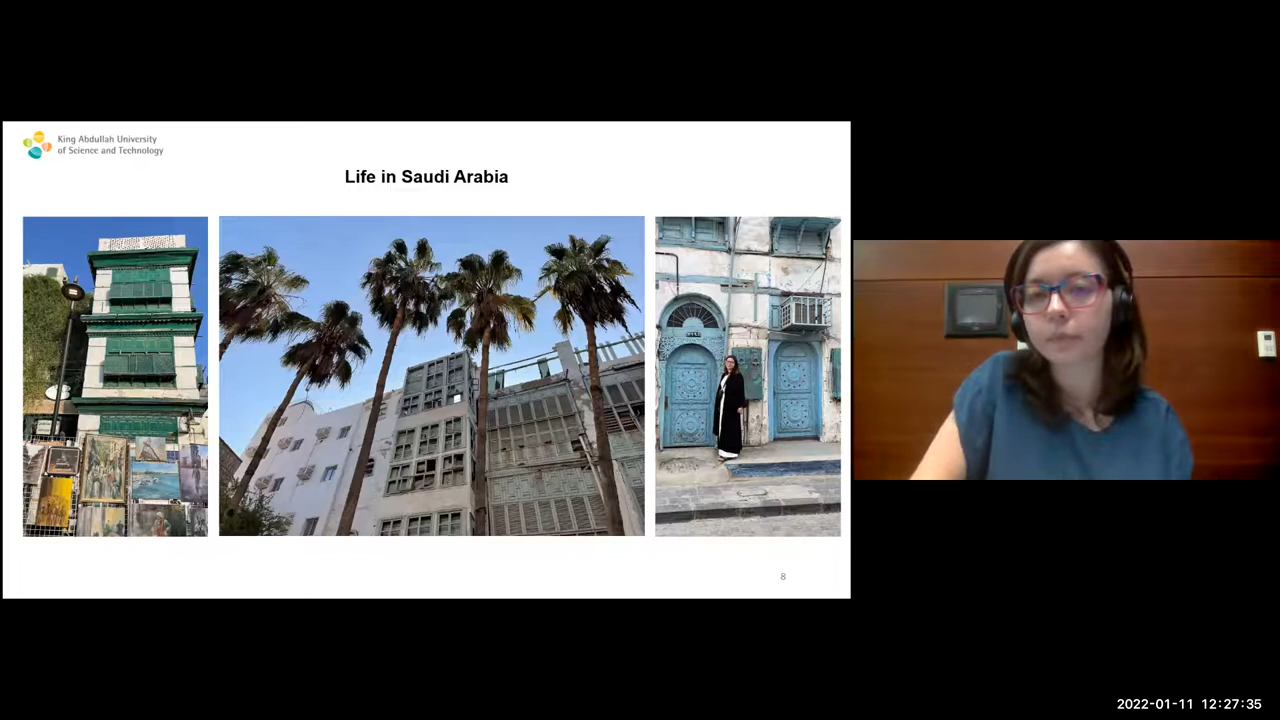 King Abdullah University
of Science and Technology
Life in Saudi Arabia
8
2022-01-11 12:27:35